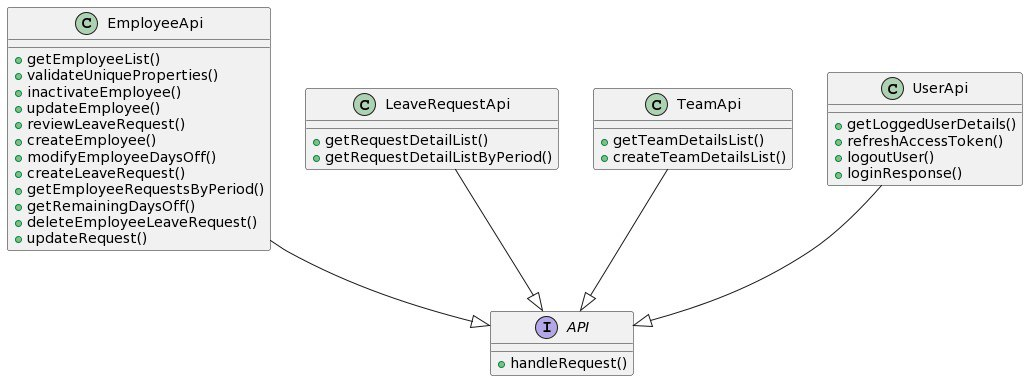 C EmployeeApi
getEmployeeList()
validateUniqueProperties()
inactivateEmployee()
updateEmployee()
reviewLeaveRequest()
createEmployee()
modifyEmployeeDaysOff()
createLeaveRequest()
getEmployeeRequestsByPeriod()
getRemainingDaysOff()
deleteEmployeeLeaveRequest()
updateRequest()
C LeaveRequestApi
getRequestDetailList()
getRequestDetailListByPeriod()
C TeamApi
getTeamDetailsList()
createTeamDetailsList()
C UserApi
getLoggedUserDetails()
refreshAccessToken()
logoutUser()
loginResponse()
I API
handleRequest()